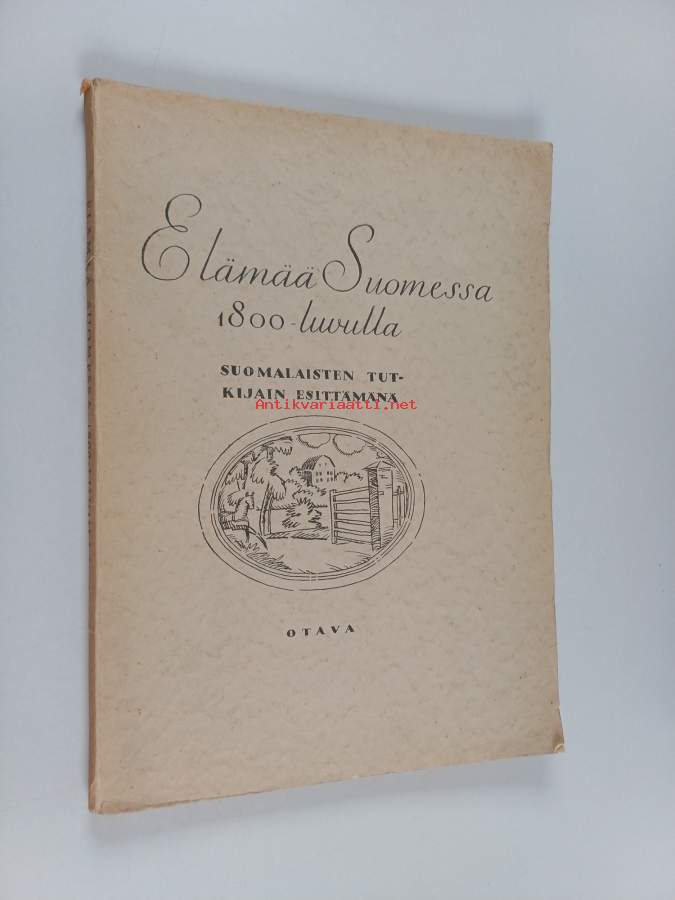 Elämää Suomessa
1800-luvulla
SUOMALAISTEN TUT-
KIJAIN ESITTÄMÄNÄ
Antikvariaatti.net
OTAVA